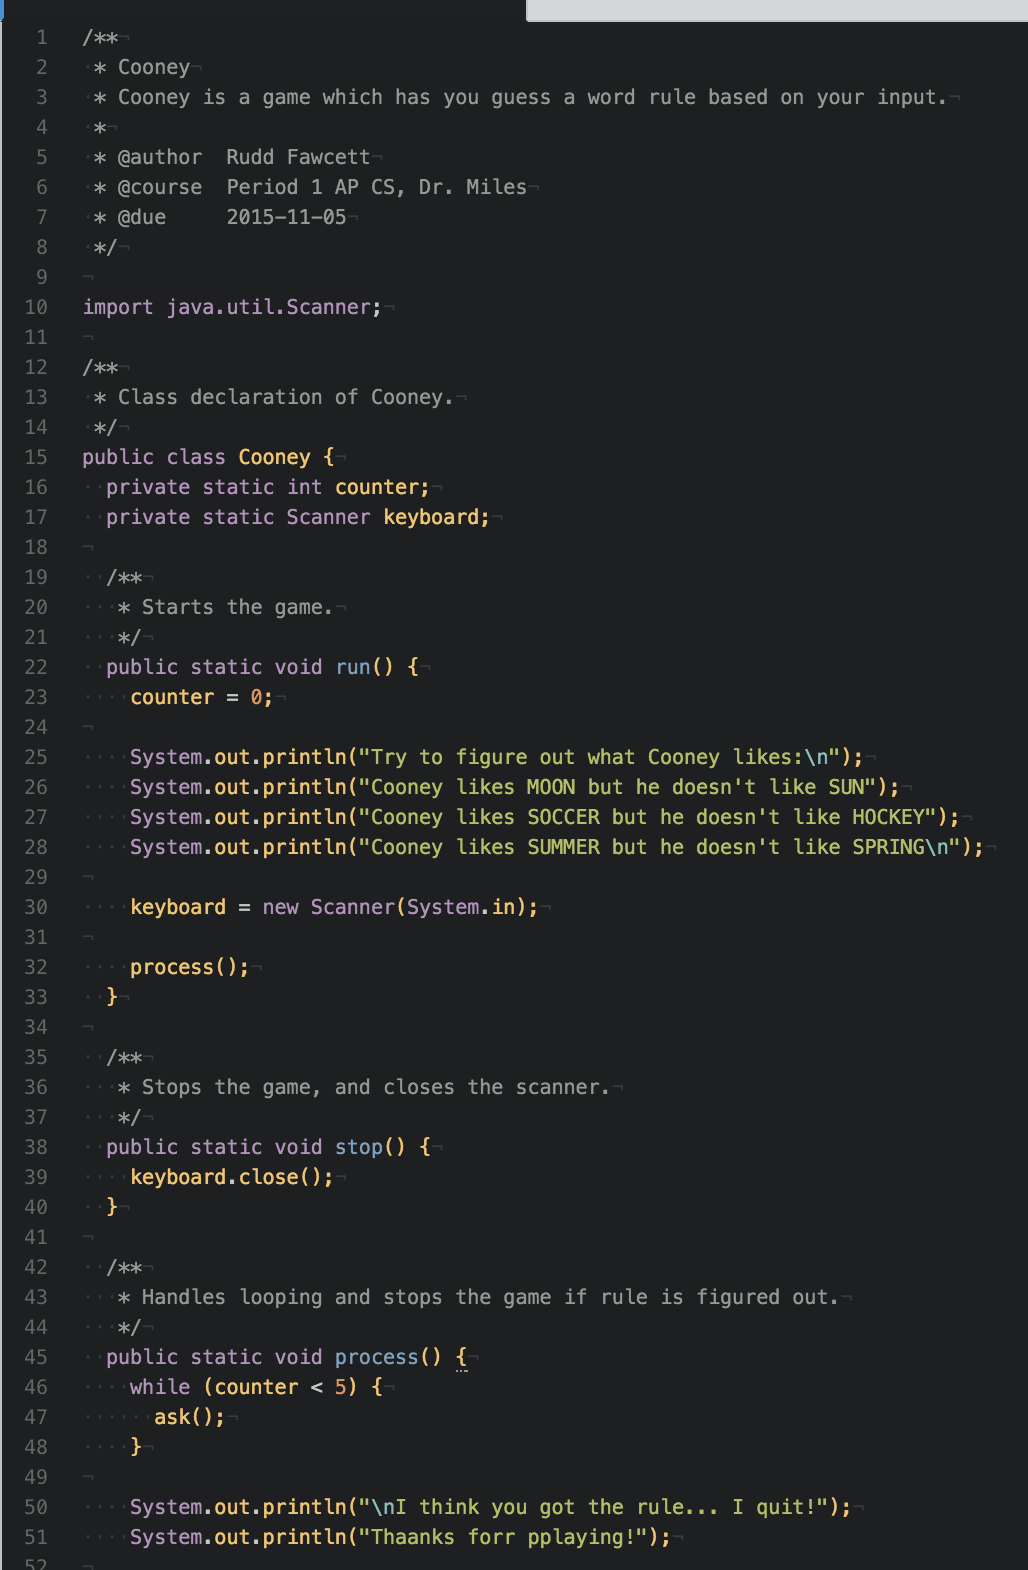 1 /**
2  * Cooney
3  * Cooney is a game which has you guess a word rule based on your input.
4  *
5  * @author  Rudd Fawcett
6  * @course  Period 1 AP CS, Dr. Miles
7  * @due     2015-11-05
8  */
9
10 import java.util.Scanner;
11
12 /**
13  * Class declaration of Cooney.
14  */
15 public class Cooney {
16   private static int counter;
17   private static Scanner keyboard;
18
19   /**
20    * Starts the game.
21    */
22   public static void run() {
23     counter = 0;
24
25     System.out.println("Try to figure out what Cooney likes:\n");
26     System.out.println("Cooney likes MOON but he doesn't like SUN");
27     System.out.println("Cooney likes SOCCER but he doesn't like HOCKEY");
28     System.out.println("Cooney likes SUMMER but he doesn't like SPRING\n");
29
30     keyboard = new Scanner(System.in);
31
32     process();
33   }
34
35   /**
36    * Stops the game, and closes the scanner.
37    */
38   public static void stop() {
39     keyboard.close();
40   }
41
42   /**
43    * Handles looping and stops the game if rule is figured out.
44    */
45   public static void process() {
46     while (counter < 5) {
47       ask();
48     }
49
50     System.out.println("\nI think you got the rule... I quit!");
51     System.out.println("Thaanks forr pplaying!");
52